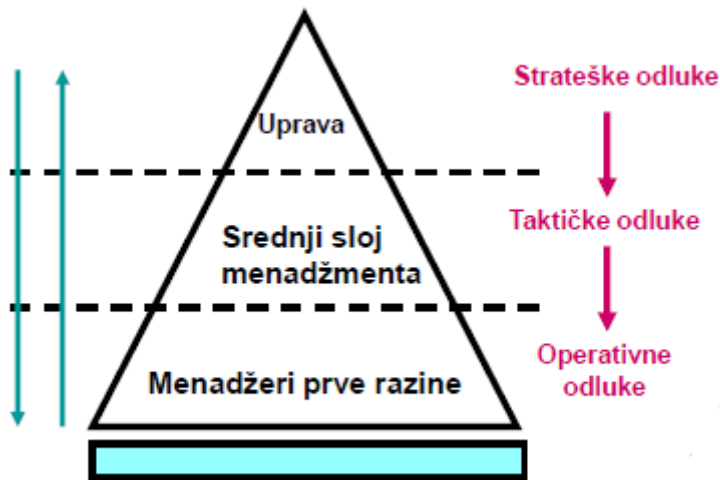 Strateške odluke
Uprava
Taktičke odluke
Srednji sloj
menadžmenta
Operativne
odluke
Menadžeri prve razine